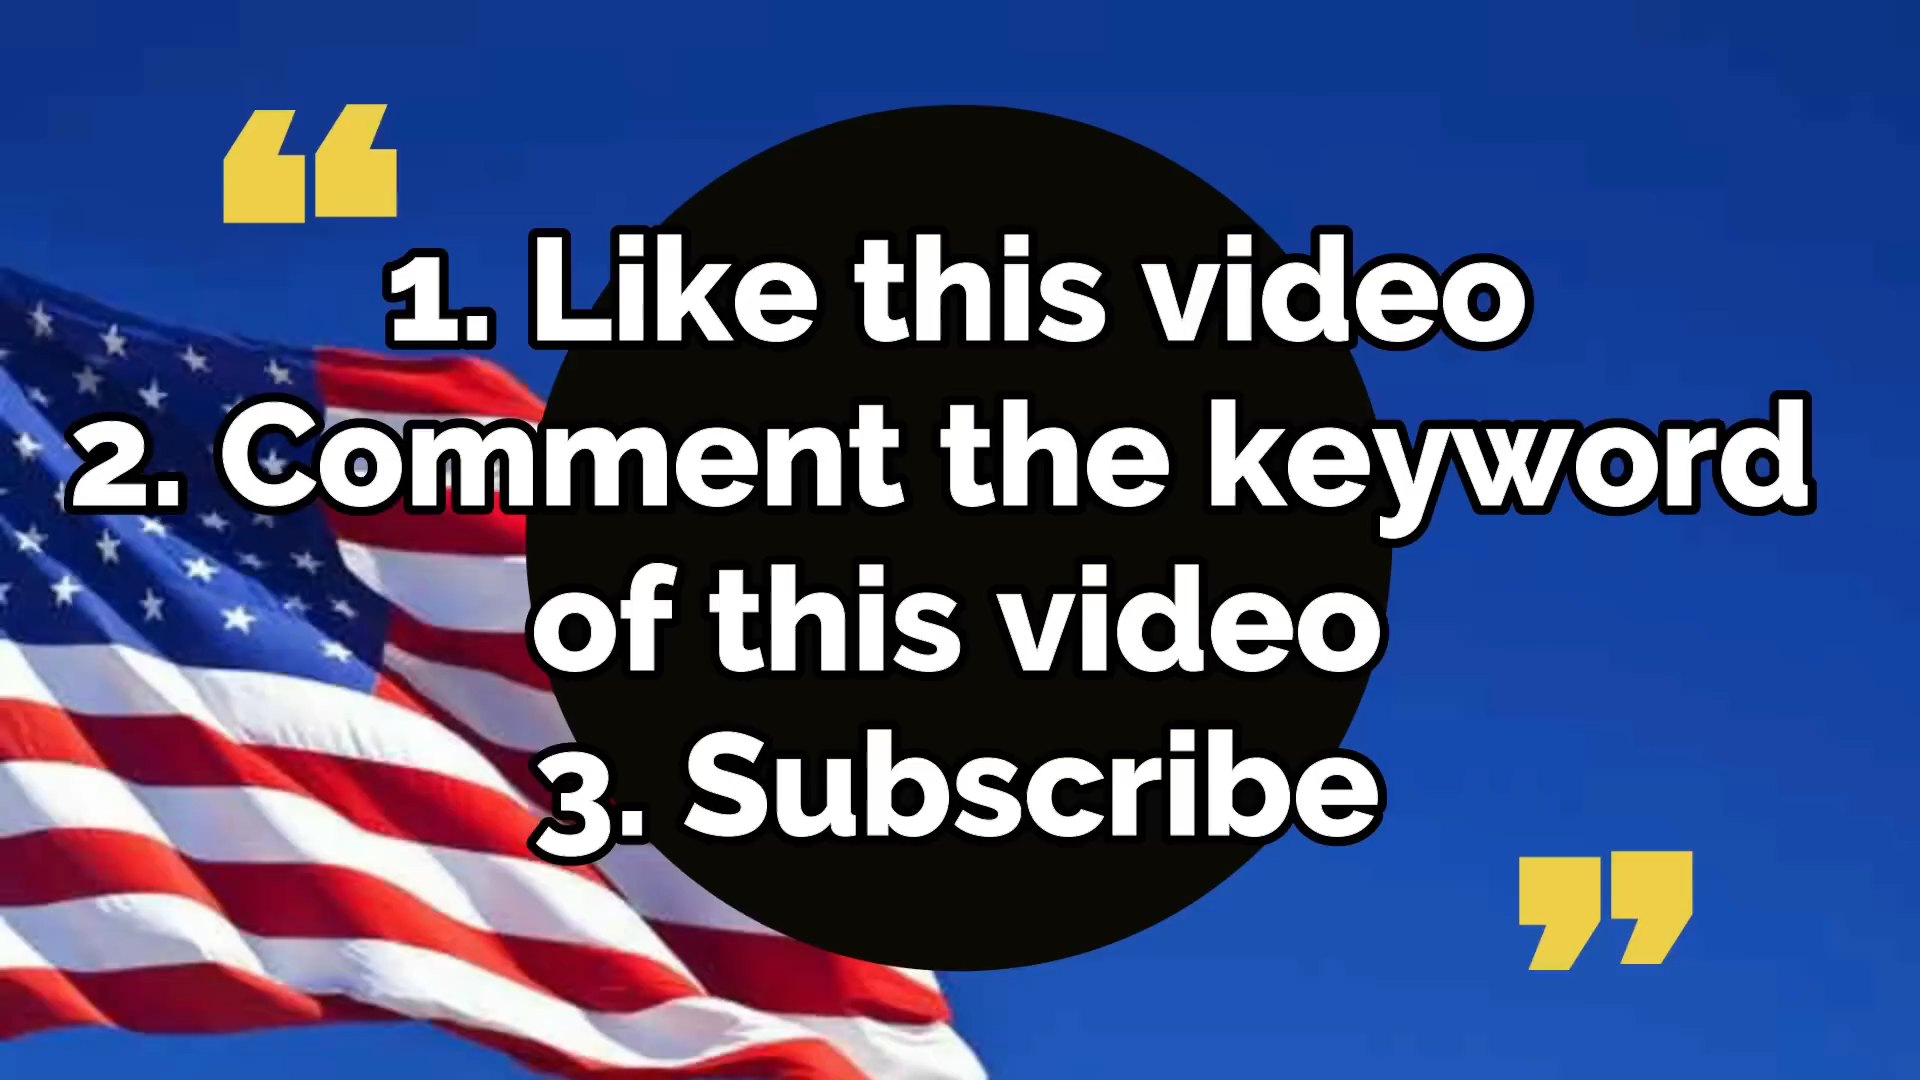 “
1. Like this video
2. Comment the keyword
of this video
3. Subscribe
”